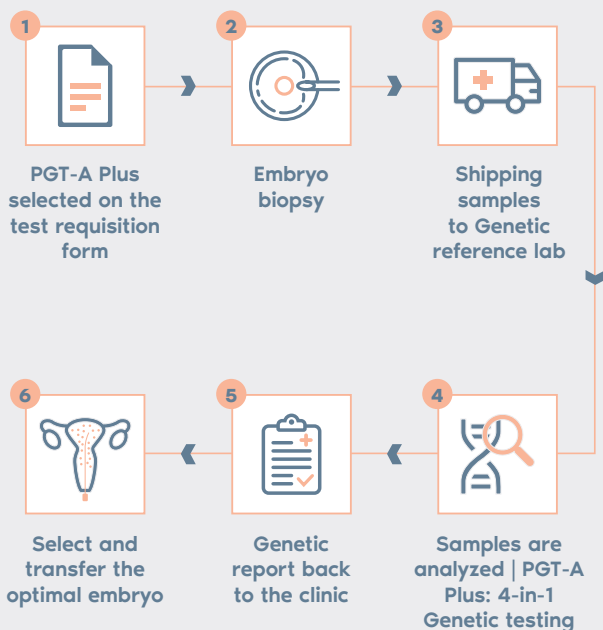 1
PGT-A Plus
selected on the
test requisition
form
2
Embryo
biopsy
3
Shipping
samples
to Genetic
reference lab
4
Samples are
analyzed | PGT-A
Plus: 4-in-1
Genetic testing
5
Genetic
report back
to the clinic
6
Select and
transfer the
optimal embryo